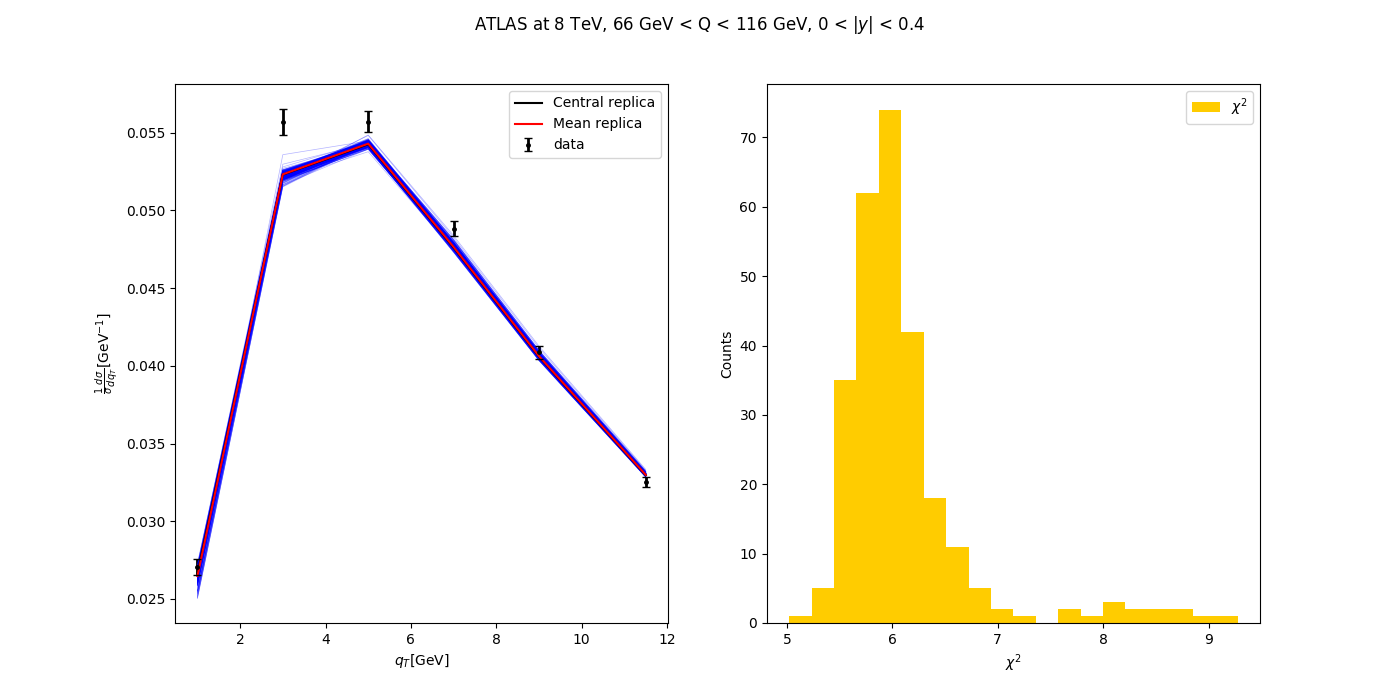 ATLAS at 8 TeV, 66 GeV < Q < 116 GeV, 0 < |y| < 0.4
Central replica
Mean replica
data
0.055
0.050
0.045
0.040
0.035
0.030
0.025
1/σ dσ/dq_T [GeV⁻¹]
2 4 6 8 10 12
q_T[GeV]
χ²
70
60
50
40
30
20
10
0
Counts
5 6 7 8 9
χ²